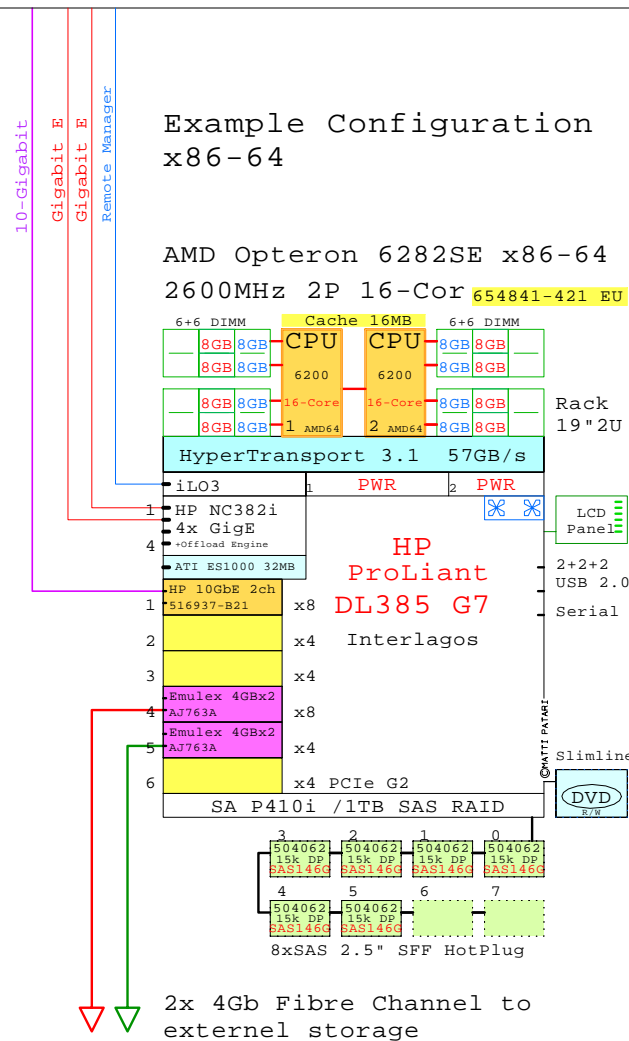 10-Gigabit
Gigabit E
Gigabit E
Remote Manager
Example Configuration
x86-64
AMD Opteron 6282SE x86-64
2600MHz 2P 16-Cor 654841-421 EU
6+6 DIMM Cache 16MB 6+6 DIMM
8GB 8GB CPU CPU 8GB 8GB
8GB 8GB 6200 6200 8GB 8GB
8GB 8GB 16-Core 16-Core 8GB 8GB
8GB 8GB 1 AMD64 2 AMD64 8GB 8GB
Rack
19"2U
HyperTransport 3.1 57GB/s
iLO3 1 PWR 2 PWR
1 HP NC382i
4x GigE
4 +Offload Engine
LCD
Panel
ATI ES1000 32MB
HP
ProLiant
DL385 G7
Interlagos
2+2+2
USB 2.0
Serial
HP 10GbE 2ch
1 516937-B21 x8
2 x4
3 x4
Emulex 4GBx2
4 AJ763A x8
Emulex 4GBx2
5 AJ763A x4
6 x4 PCIe G2
©MATTI PATARI
Slimline
DVD
R/W
SA P410i /1TB SAS RAID
3 2 1 0
504062 504062 504062 504062
15k DP 15k DP 15k DP 15k DP
SAS146G SAS146G SAS146G SAS146G
4 5 6 7
504062 504062
15k DP 15k DP
SAS146G SAS146G
8xSAS 2.5" SFF HotPlug
2x 4Gb Fibre Channel to
externel storage